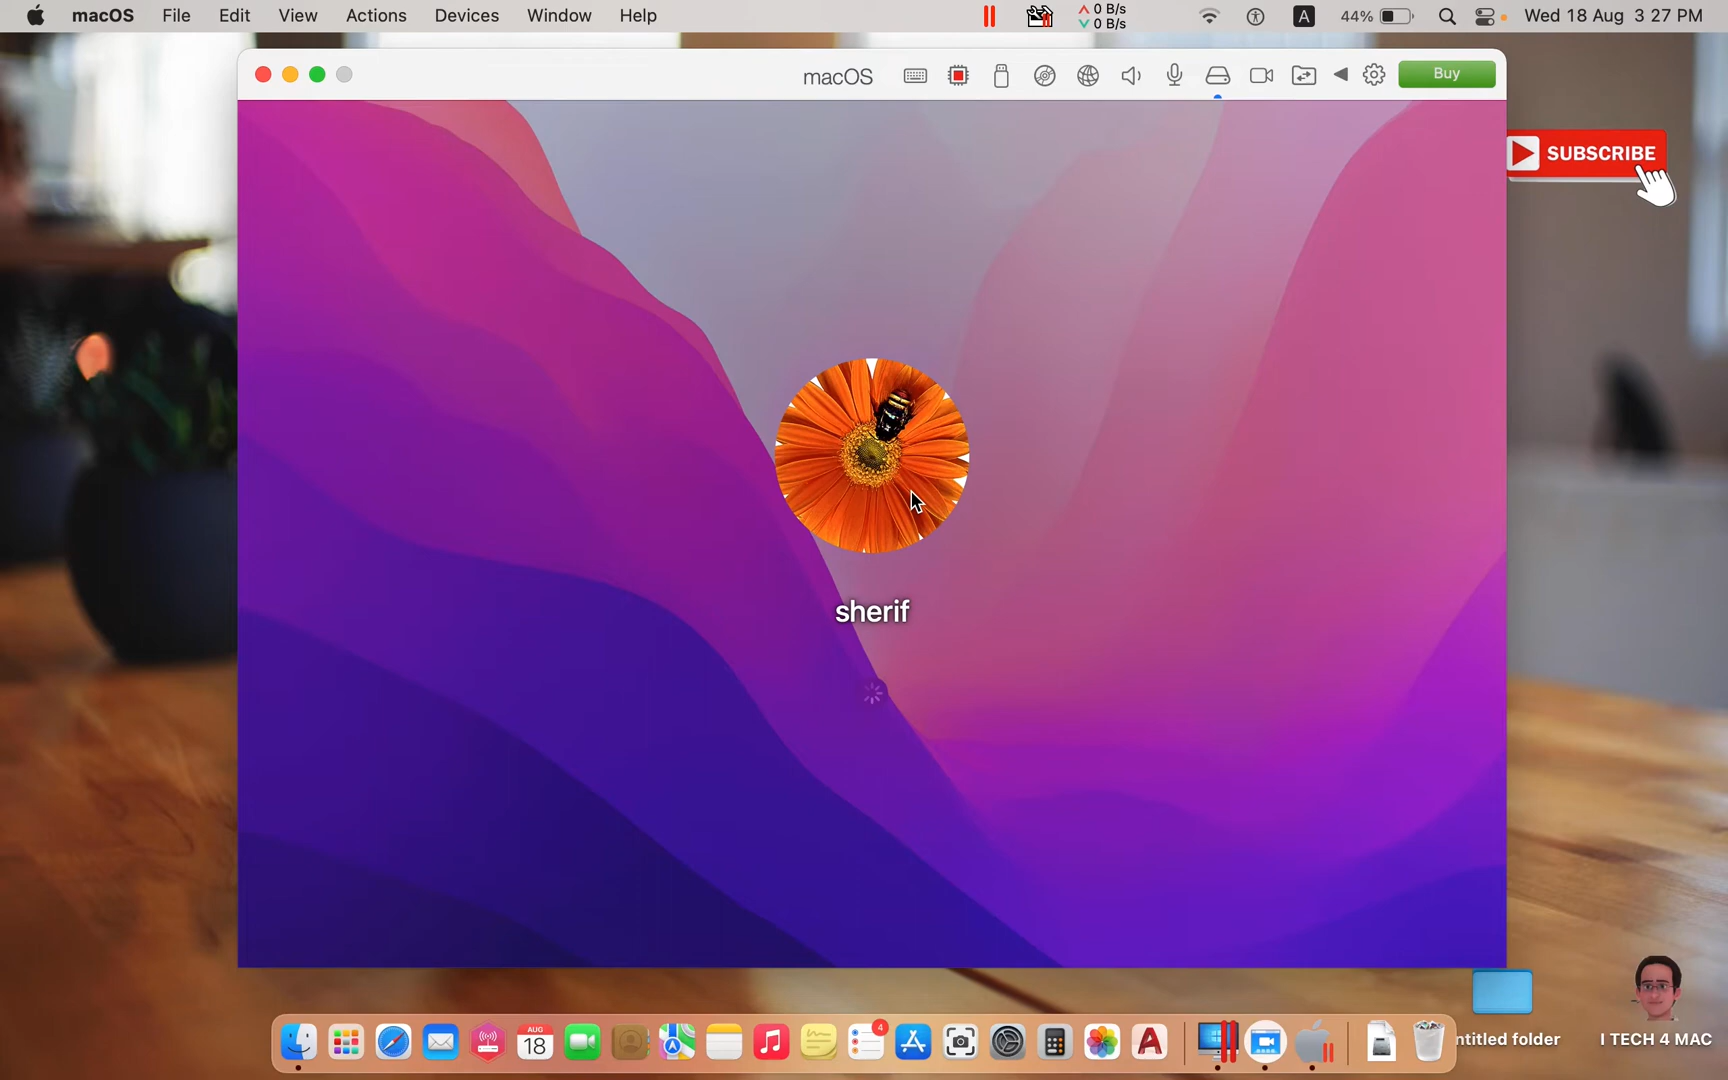 macOS File Edit View Actions Devices Window Help
0 B/s
0 B/s
A 44% Wed 18 Aug 3:27 PM
macOS
Buy
SUBSCRIBE
sherif
AUG
18
4
ntitled folder
I TECH 4 MAC